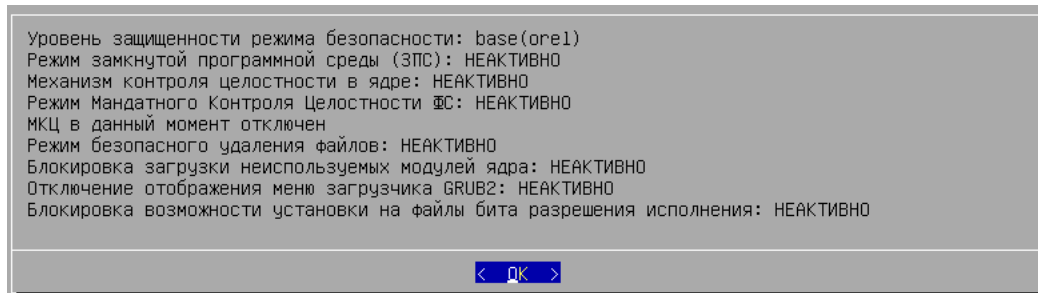 Уровень защищенности режима безопасности: base(orel)
Режим замкнутой программной среды (ЗПС): НЕАКТИВНО
Механизм контроля целостности в ядре: НЕАКТИВНО
Режим Мандатного Контроля Целостности ФС: НЕАКТИВНО
МКЦ в данный момент отключен
Режим безопасного удаления файлов: НЕАКТИВНО
Блокировка загрузки неиспользуемых модулей ядра: НЕАКТИВНО
Отключение отображения меню загрузчика GRUB2: НЕАКТИВНО
Блокировка возможности установки на файлы бита разрешения исполнения: НЕАКТИВНО
< OK >